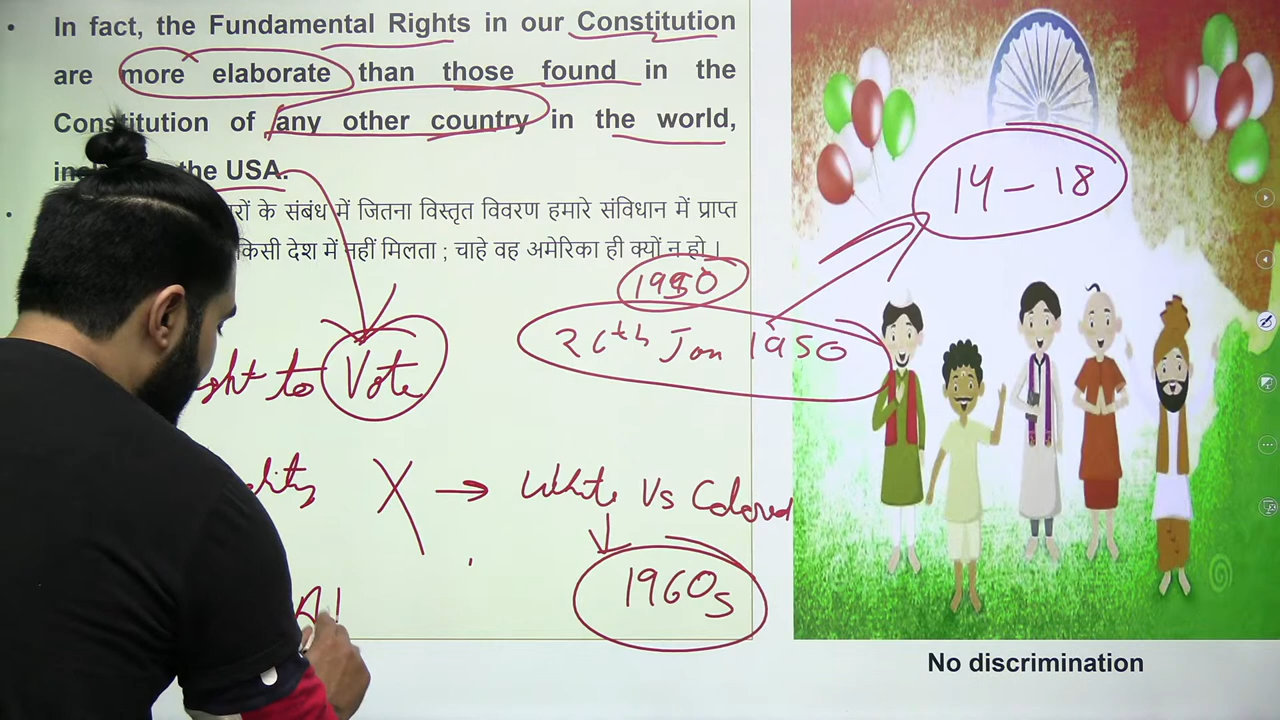 • In fact, the Fundamental Rights in our Constitution
are more elaborate than those found in the
Constitution of any other country in the world,
the USA.
• के संबंध में जितना विस्तृत विवरण हमारे संविधान में प्राप्त
किसी देश में नहीं मिलता ; चाहे वह अमेरिका ही क्यों न हो ।
14 – 18
1950
26th Jan 1950
to Vote
X → White Vs Colored
1960s
No discrimination